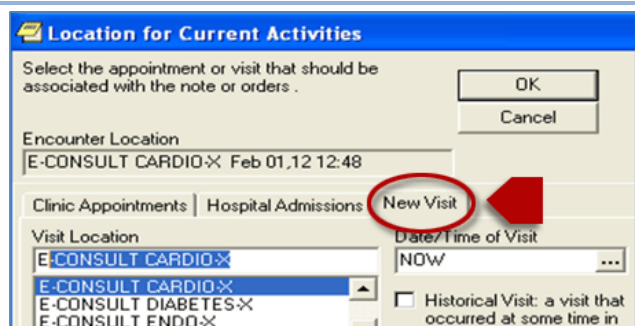 Location for Current Activities
Select the appointment or visit that should be
associated with the note or orders .
OK
Cancel
Encounter Location
E-CONSULT CARDIO-X Feb 01,12 12:48
Clinic Appointments
Hospital Admissions
New Visit
Visit Location
E-CONSULT CARDIO-X
E-CONSULT CARDIO-X
E-CONSULT DIABETES-X
E-CONSULT ENDO-X
Date/Time of Visit
NOW
...
Historical Visit: a visit that
occurred at some time in